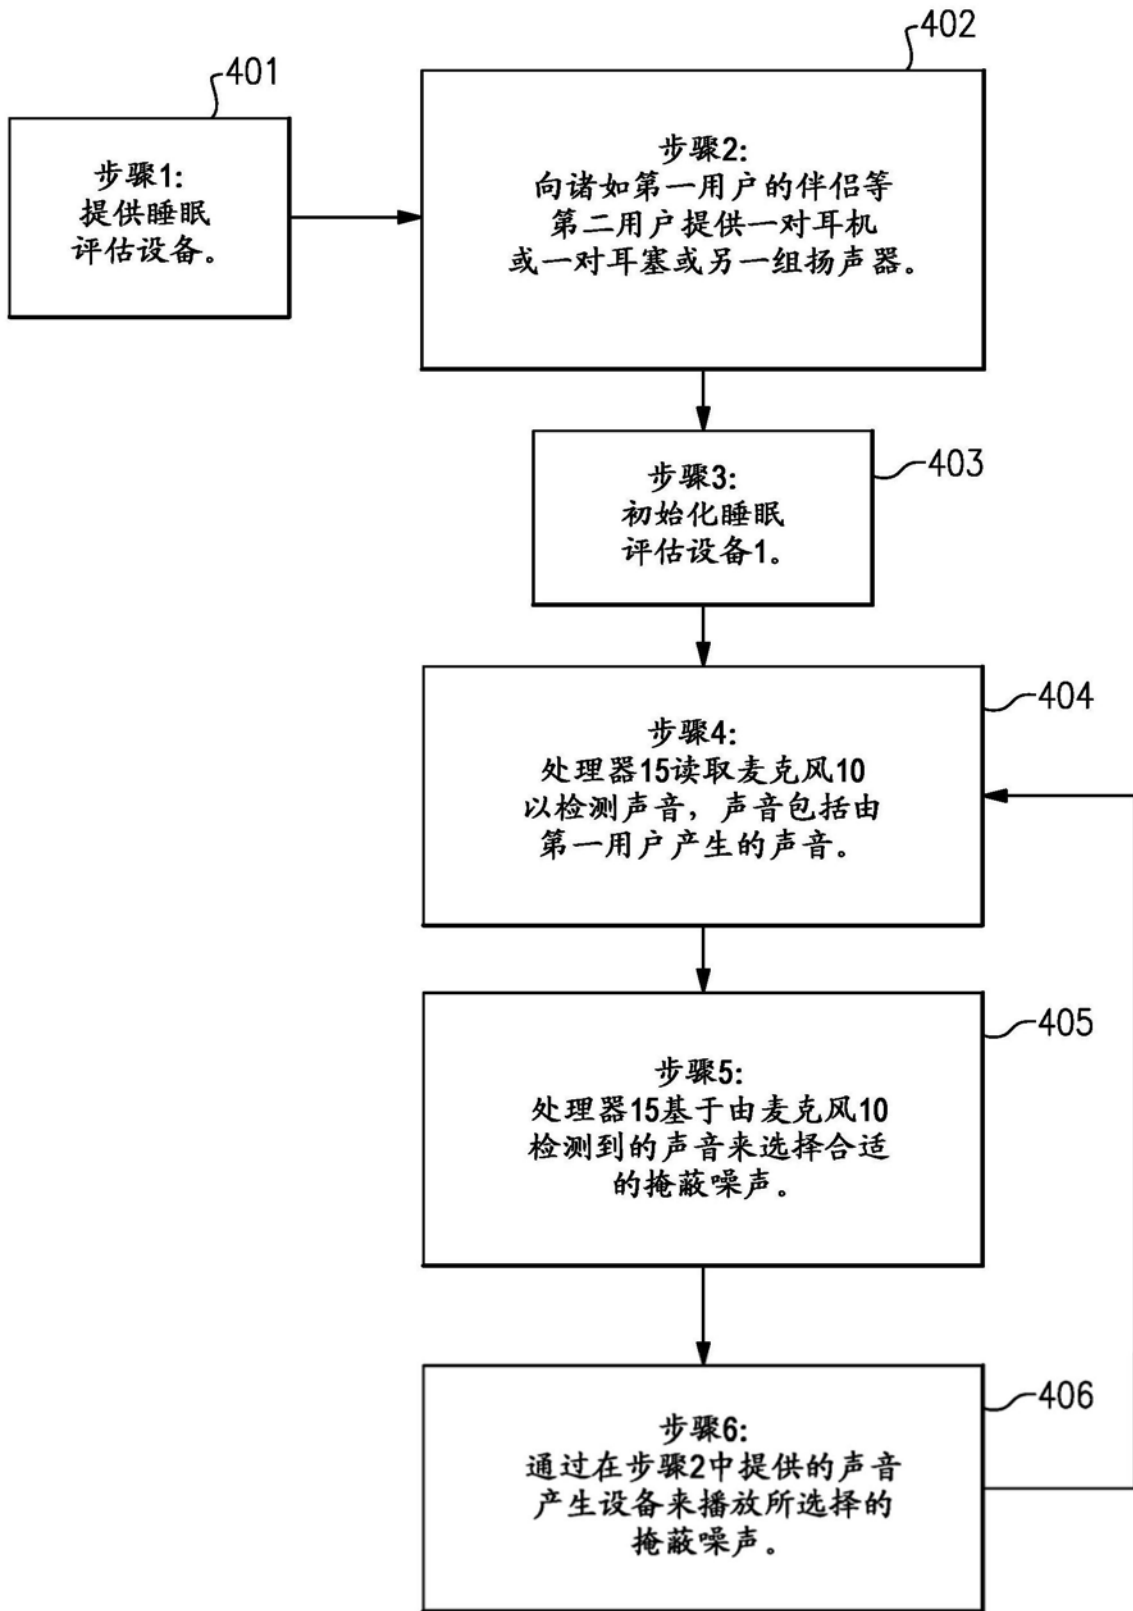 401
步骤1:
提供睡眠
评估设备。
402
步骤2:
向诸如第一用户的伴侣等
第二用户提供一对耳机
或一对耳塞或另一组扬声器。
403
步骤3:
初始化睡眠
评估设备1。
404
步骤4:
处理器15读取麦克风10
以检测声音，声音包括由
第一用户产生的声音。
405
步骤5:
处理器15基于由麦克风10
检测到的声音来选择合适
的掩蔽噪声。
406
步骤6:
通过在步骤2中提供的声音
产生设备来播放所选择的
掩蔽噪声。